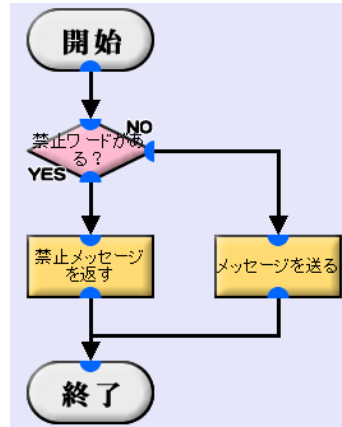 開始
禁止ワードがあ
る？
NO
YES
禁止メッセージ
を返す
メッセージを送る
終了